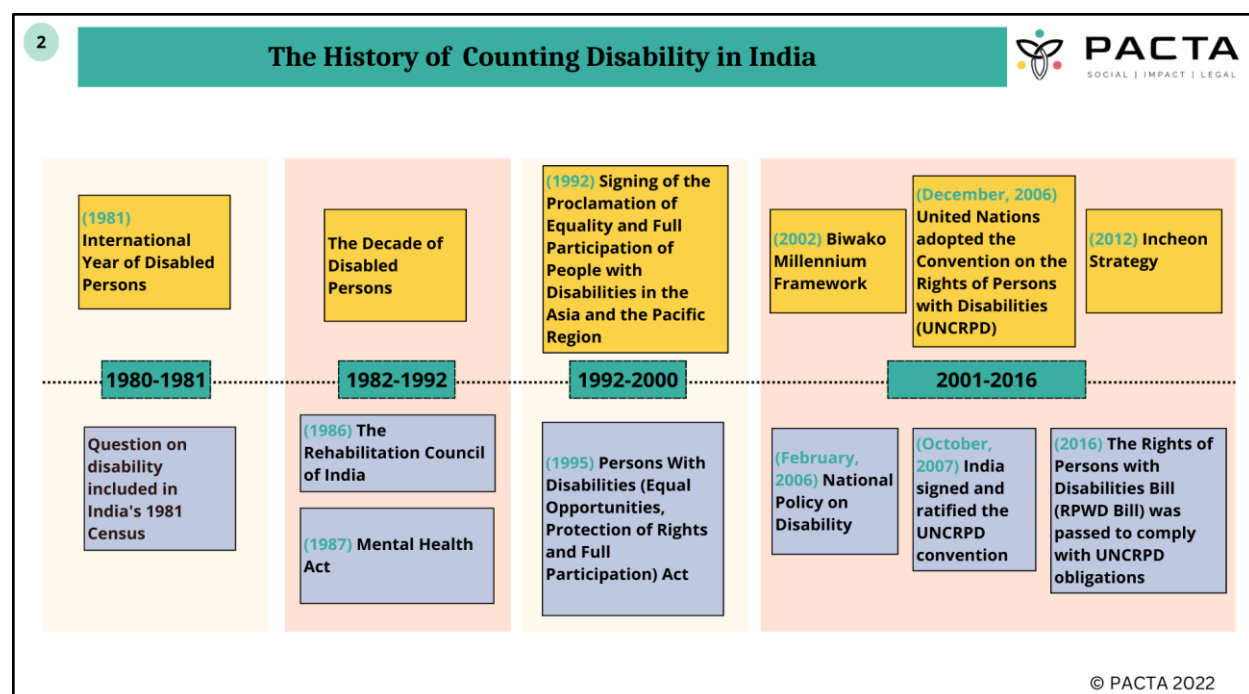 2
The History of Counting Disability in India
PACTA
SOCIAL | IMPACT | LEGAL
(1981)
International
Year of Disabled
Persons
The Decade of
Disabled
Persons
(1992) Signing of the
Proclamation of
Equality and Full
Participation of
People with
Disabilities in the
Asia and the Pacific
Region
(2002) Biwako
Millennium
Framework
(December, 2006)
United Nations
adopted the
Convention on the
Rights of Persons
with Disabilities
(UNCRPD)
(2012) Incheon
Strategy
1980-1981
1982-1992
1992-2000
2001-2016
Question on
disability
included in
India's 1981
Census
(1986) The
Rehabilitation Council
of India
(1987) Mental Health
Act
(1995) Persons With
Disabilities (Equal
Opportunities,
Protection of Rights
and Full
Participation) Act
(February,
2006) National
Policy on
Disability
(October,
2007) India
signed and
ratified the
UNCRPD
convention
(2016) The Rights of
Persons with
Disabilities Bill
(RPWD Bill) was
passed to comply
with UNCRPD
obligations
© PACTA 2022